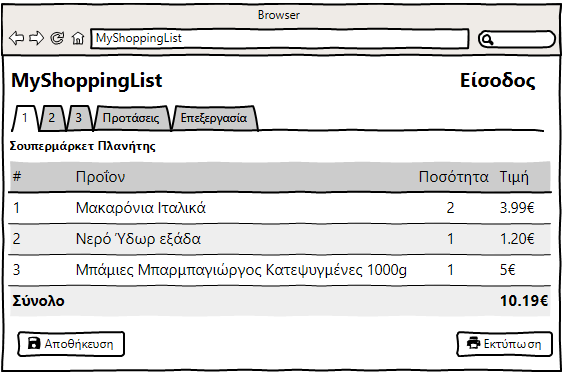 Browser
MyShoppingList
MyShoppingList Είσοδος
1 2 3 Προτάσεις Επεξεργασία
Σουπερμάρκετ Πλανήτης
# Προΐον Ποσότητα Τιμή
1 Μακαρόνια Ιταλικά 2 3.99€
2 Νερό Ύδωρ εξάδα 1 1.20€
3 Μπάμιες Μπαρμπαγιώργος Κατεψυγμένες 1000g 1 5€
Σύνολο 10.19€
Αποθήκευση Εκτύπωση